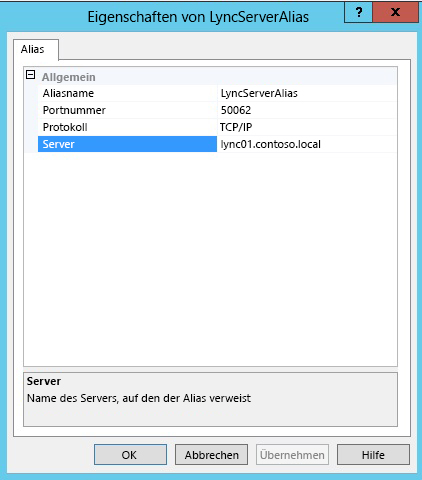 Eigenschaften von LyncServerAlias
? x
Alias
Allgemein
Aliasname LyncServerAlias
Portnummer 50062
Protokoll TCP/IP
Server lync01.contoso.local
Server
Name des Servers, auf den der Alias verweist
OK Abbrechen Übernehmen Hilfe